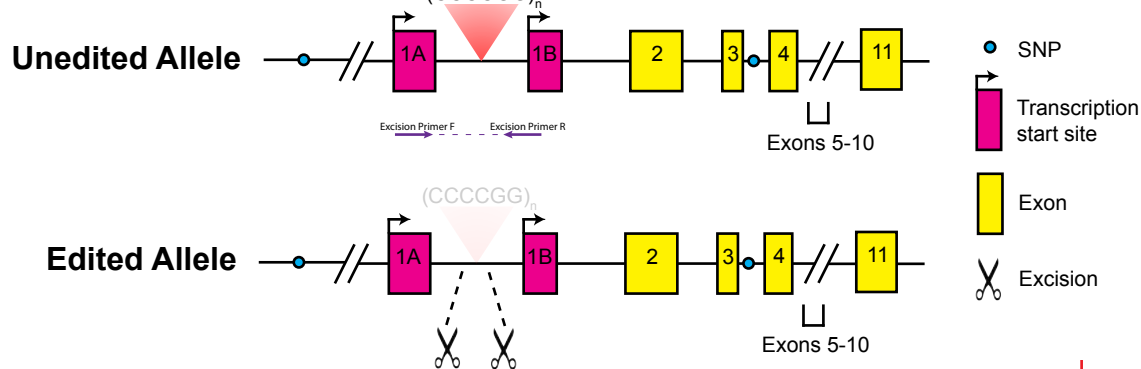 Unedited Allele
1A
1B
2
3
4
11
Excision Primer F
Excision Primer R
Exons 5-10
(CCCCGG)n
Edited Allele
1A
1B
2
3
4
11
Exons 5-10
SNP
Transcription
start site
Exon
Excision